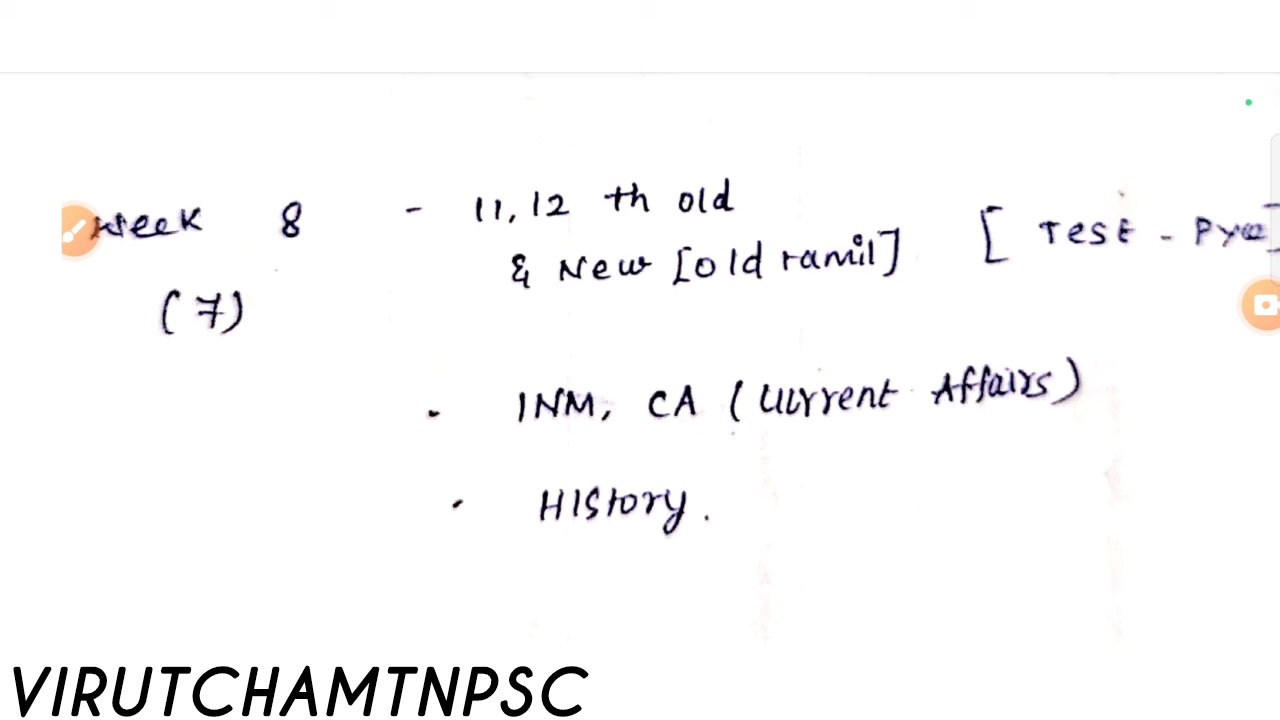 Week 8 - 11, 12 th old
& New [old Tamil] [Test - PYQ]
(7)
. INM, CA (Current Affairs)
. History.
VIRUTCHAMTNPSC